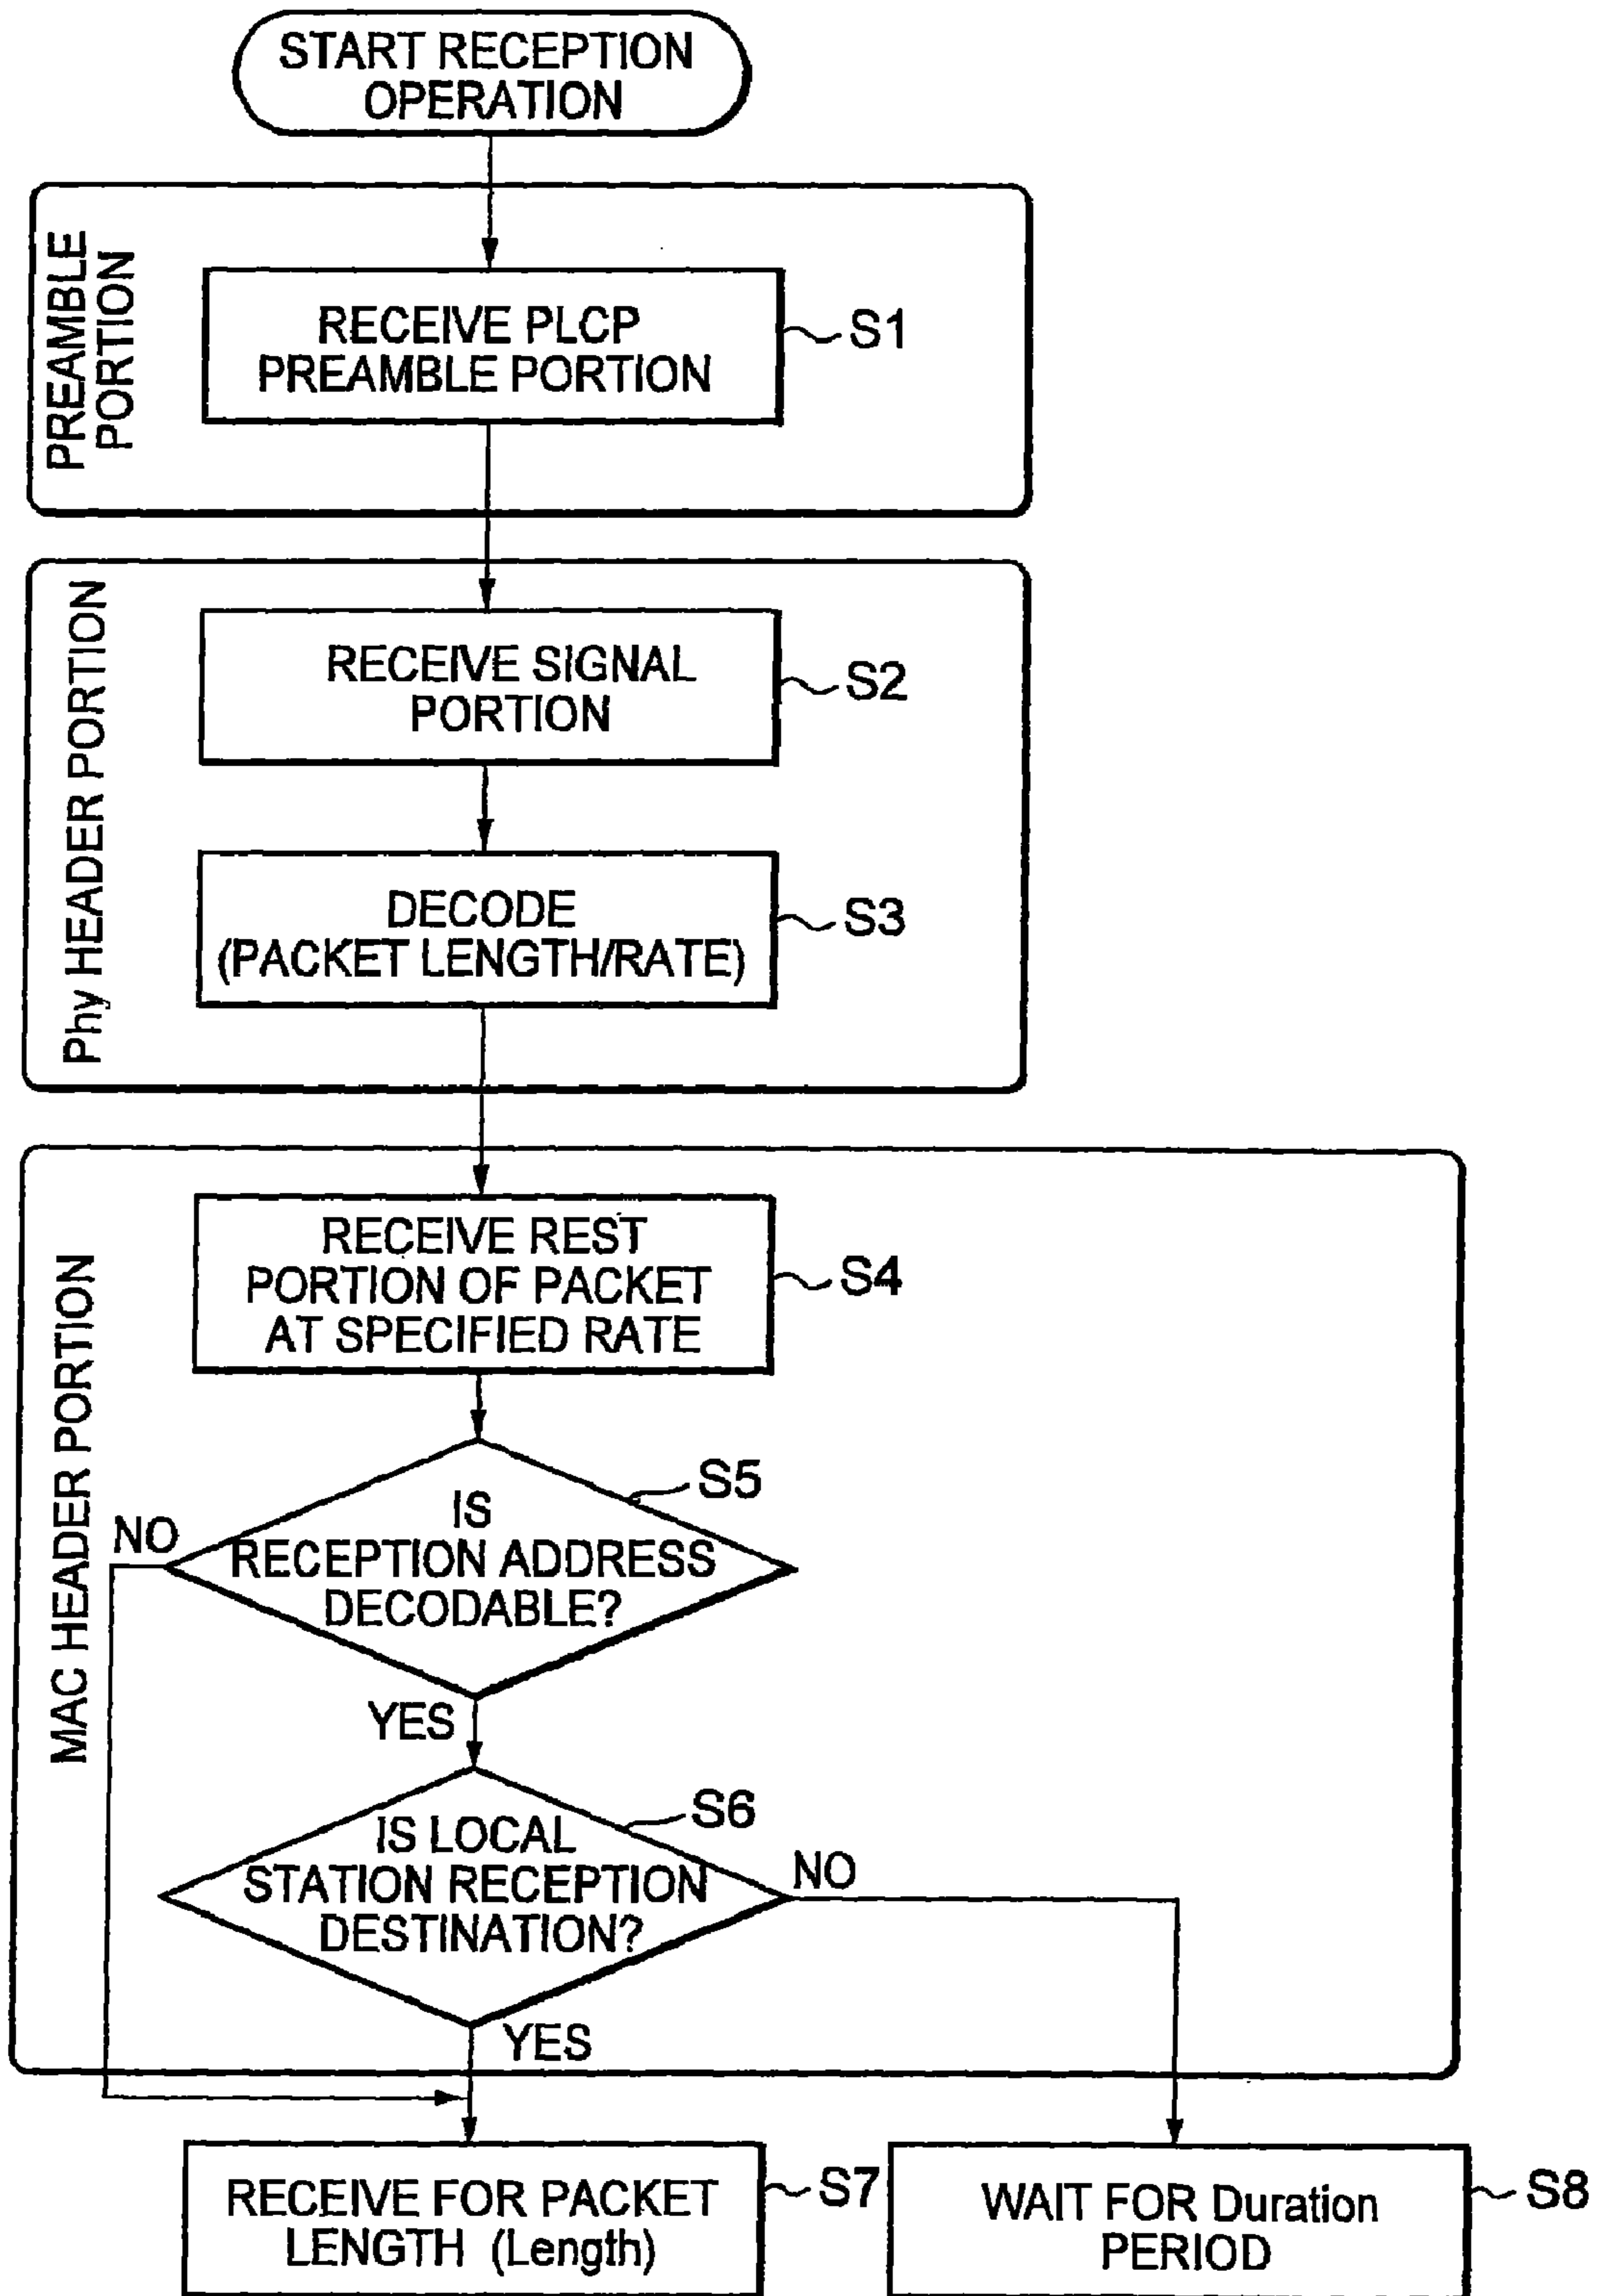 START RECEPTION
OPERATION
PREAMBLE
PORTION
RECEIVE PLCP
PREAMBLE PORTION
S1
Phy HEADER PORTION
RECEIVE SIGNAL
PORTION
S2
DECODE
(PACKET LENGTH/RATE)
S3
MAC HEADER PORTION
RECEIVE REST
PORTION OF PACKET
AT SPECIFIED RATE
S4
S5
IS
RECEPTION ADDRESS
DECODABLE?
NO
YES
S6
IS LOCAL
STATION RECEPTION
DESTINATION?
NO
YES
RECEIVE FOR PACKET
LENGTH (Length)
S7
WAIT FOR Duration
PERIOD
S8